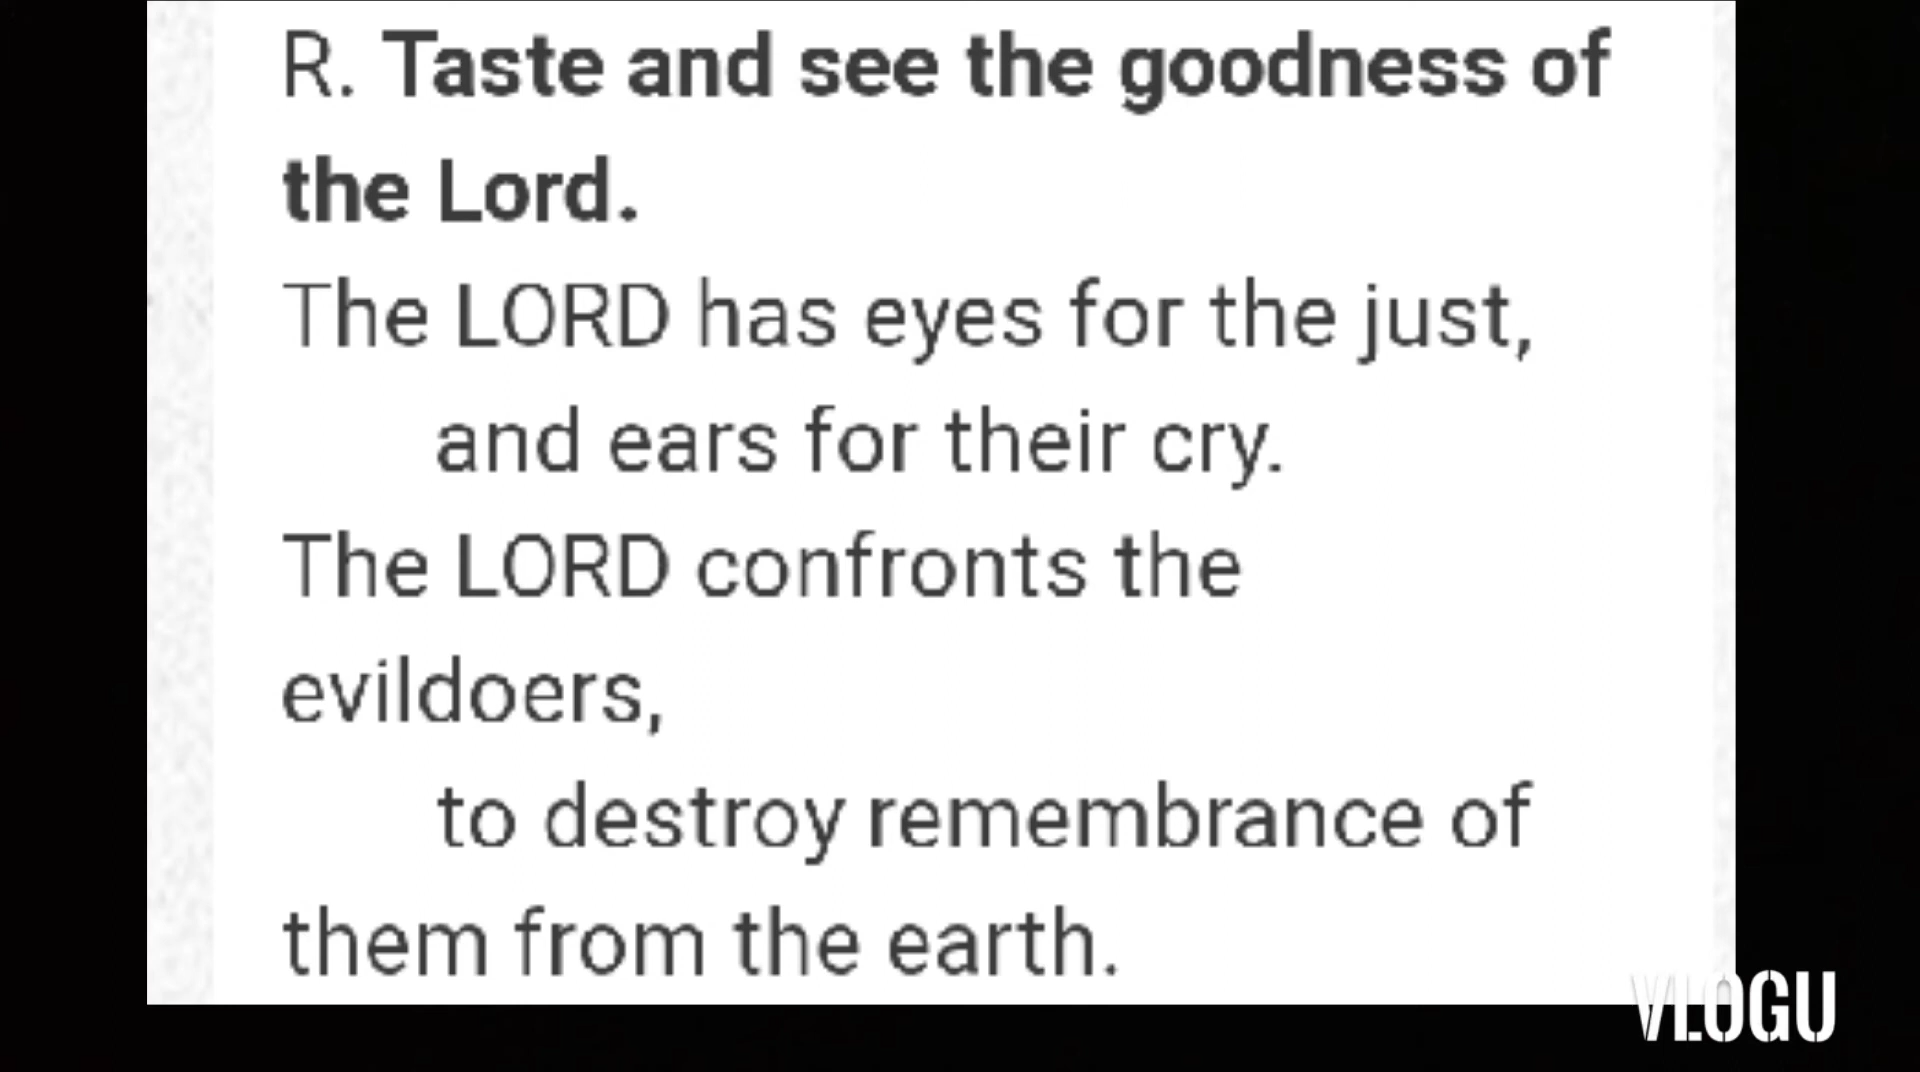 R. Taste and see the goodness of
the Lord.
The LORD has eyes for the just,
and ears for their cry.
The LORD confronts the
evildoers,
to destroy remembrance of
them from the earth.
VLOGU